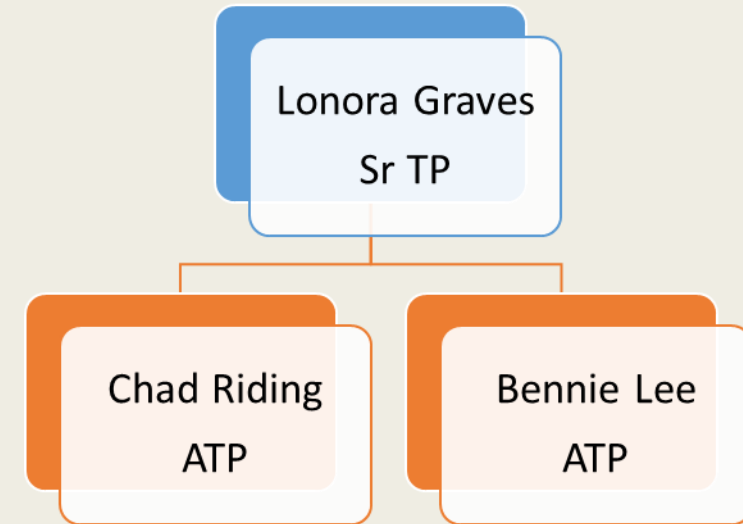 Lonora Graves
Sr TP
Chad Riding
ATP
Bennie Lee
ATP